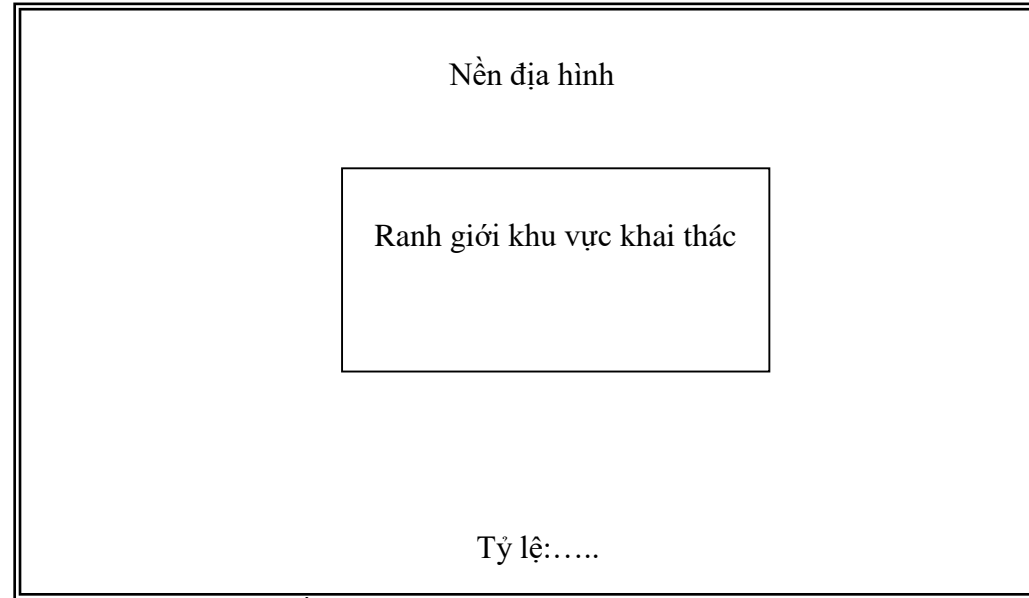 Nền địa hình
Ranh giới khu vực khai thác
Tỷ lệ:…..